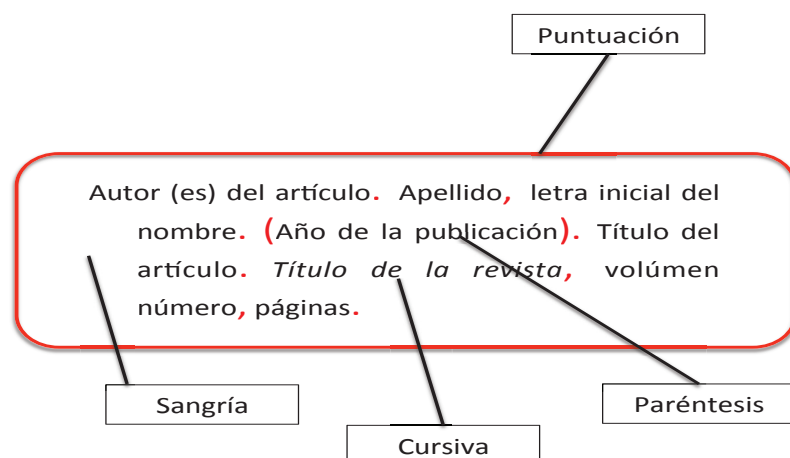 Puntuación
Autor (es) del artículo. Apellido, letra inicial del
nombre. (Año de la publicación). Título del
artículo. Título de la revista, volúmen
número, páginas.
Sangría
Paréntesis
Cursiva